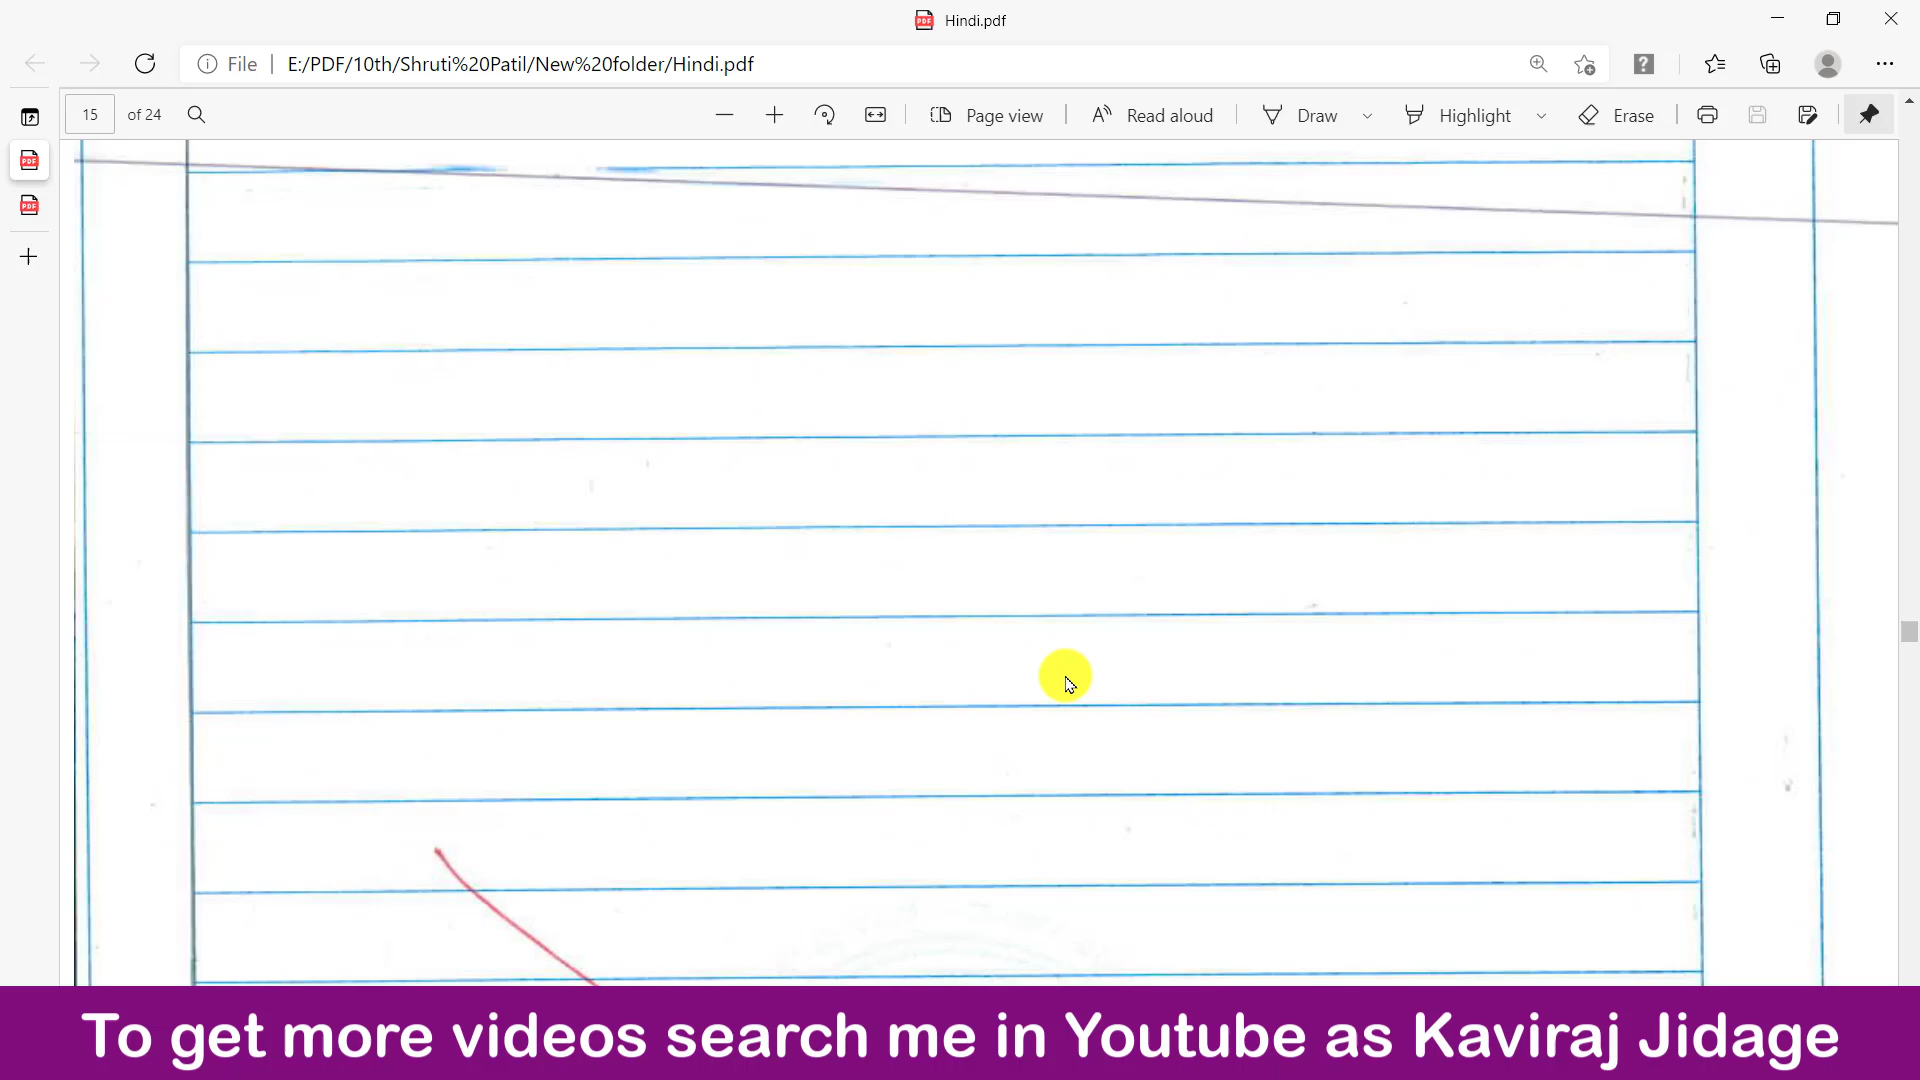 Hindi.pdf
File
E:/PDF/10th/Shruti%20Patil/New%20folder/Hindi.pdf
15 of 24
Page view
Read aloud
Draw
Highlight
Erase
To get more videos search me in Youtube as Kaviraj Jidage